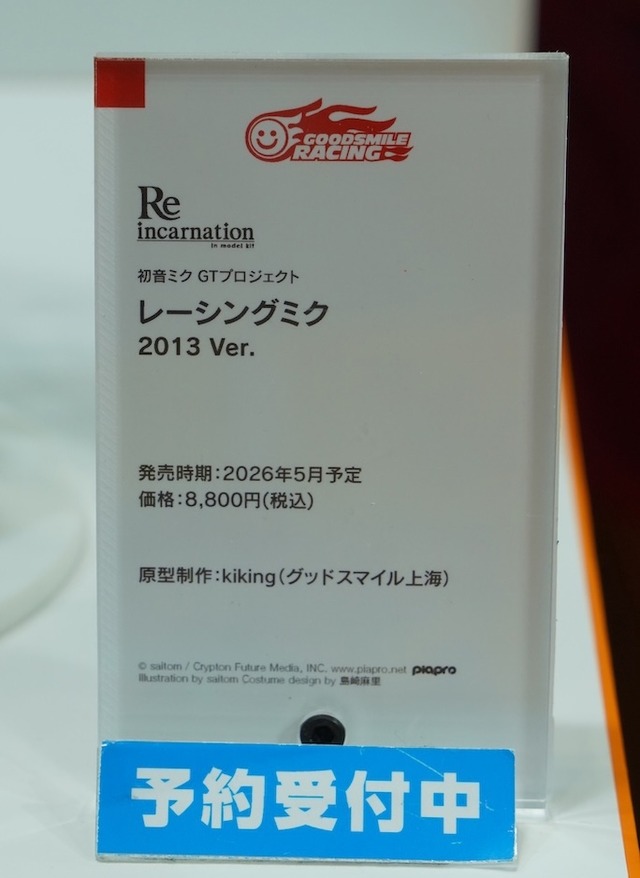 GOODSMILE
RACING
Re
incarnation
in model kit
初音ミク GTプロジェクト
レーシングミク
2013 Ver.
発売時期：2026年5月予定
価格：8,800円(税込)
原型制作：kiking（グッドスマイル上海）
© saitom / Crypton Future Media, INC. www.piapro.net piapro
Illustration by saitom Costume design by 島崎麻里
予約受付中